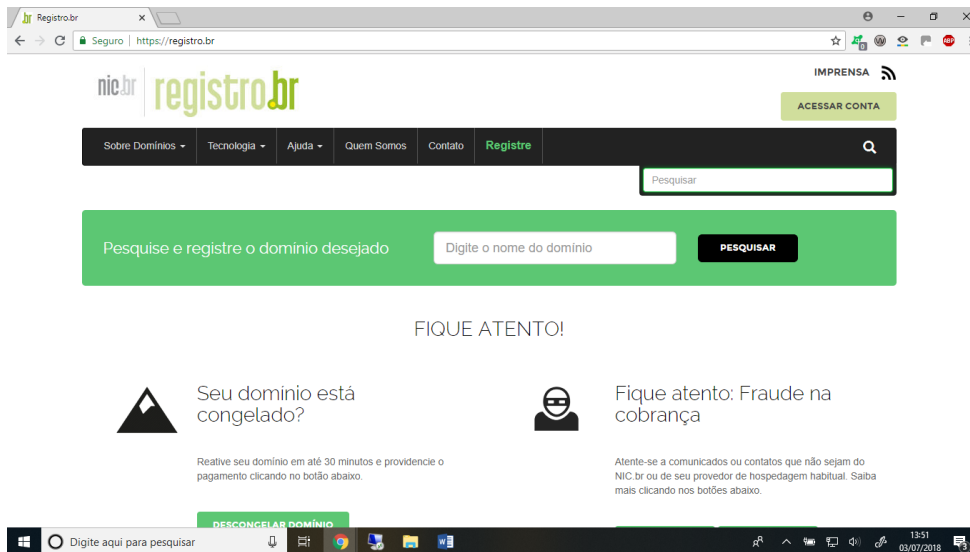 Registro.br
Seguro | https://registro.br
0
ABP
IMPRENSA
nic.br registro.br
ACESSAR CONTA
Sobre Domínios Tecnologia Ajuda Quem Somos Contato Registre
Pesquisar
Pesquise e registre o domínio desejado Digite o nome do domínio PESQUISAR
FIQUE ATENTO!
Seu domínio está
congelado?
Reative seu domínio em até 30 minutos e providencie o
pagamento clicando no botão abaixo.
DESCONGELAR DOMÍNIO
Fique atento: Fraude na
cobrança
Atente-se a comunicados ou contatos que não sejam do
NIC.br ou de seu provedor de hospedagem habitual. Saiba
mais clicando nos botões abaixo.
Digite aqui para pesquisar
13:51
03/07/2018
3